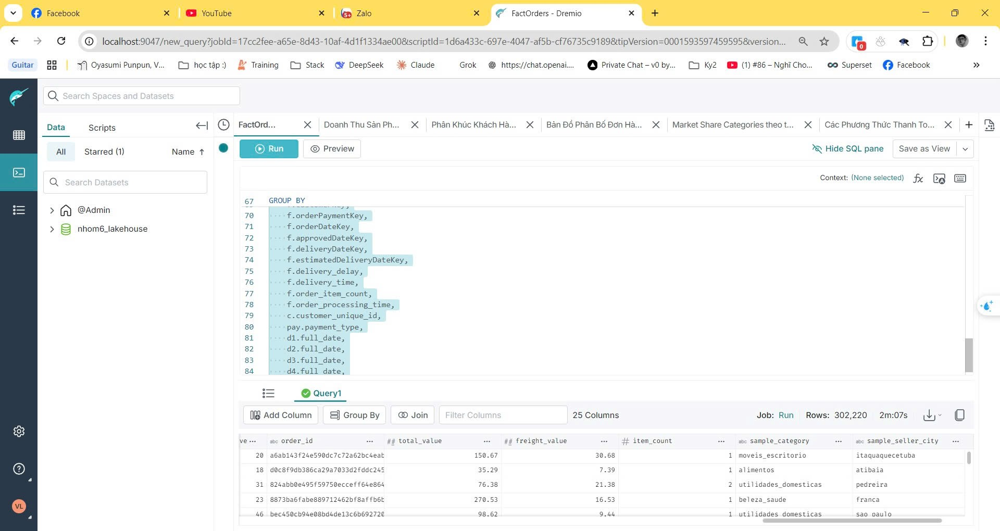 Facebook
YouTube
5+
Zalo
FactOrders - Dremio
localhost:9047/new_query?jobId=17cc2fee-a65e-8d43-10af-4d1f1334ae00&scriptId=1d6a433c-697e-4047-af5b-cf76735c9189&tipVersion=0001593597459595&version...
0
Guitar
Oyasumi Punpun, V...
học tập :)
Training
Stack
DeepSeek
Claude
Grok
https://chat.openai....
Private Chat – v0 by...
Ky2
(1) #86 – Nghĩ Cho...
Superset
Facebook
Search Spaces and Datasets
Data
Scripts
FactOrd...
Doanh Thu Sản Ph...
Phân Khúc Khách Hà...
Bản Đồ Phân Bố Đơn Hà...
Market Share Categories theo t...
Các Phương Thức Thanh To...
All
Starred (1)
Name
Run
Preview
Hide SQL pane
Save as View
Search Datasets
Context: (None selected)
@Admin
nhom6_lakehouse
67 GROUP BY
70 f.orderPaymentKey,
71 f.orderDateKey,
72 f.approvedDateKey,
73 f.deliveryDateKey,
74 f.estimatedDeliveryDateKey,
75 f.delivery_delay,
76 f.delivery_time,
77 f.order_item_count,
78 f.order_processing_time,
79 c.customer_unique_id,
80 pay.payment_type,
81 d1.full_date,
82 d2.full_date,
83 d3.full_date,
84 d4.full_date,
Query1
Add Column
Group By
Join
Filter Columns
25 Columns
Job: Run
Rows: 302,220
2m:07s
ve ... abc order_id ... ## total_value ... ## freight_value ... # item_count ... abc sample_category ... abc sample_seller_city ...
20 a6ab143f24e590dc7c72a62bc4eab 150.67 30.68 1 moveis_escritorio itaquaquecetuba
18 d0c8f9db386ca29a7033d2fddc245 35.29 7.39 1 alimentos atibaia
31 824abb0e495f59750ecceff64e864 76.38 21.38 2 utilidades_domesticas pedreira
23 8873ba6fabe889712462bf8affb6b 270.53 16.53 1 beleza_saude franca
46 bec450cb94e08bd4de13c6b692720 98.62 9.44 1 utilidades_domesticas sao paulo
VL